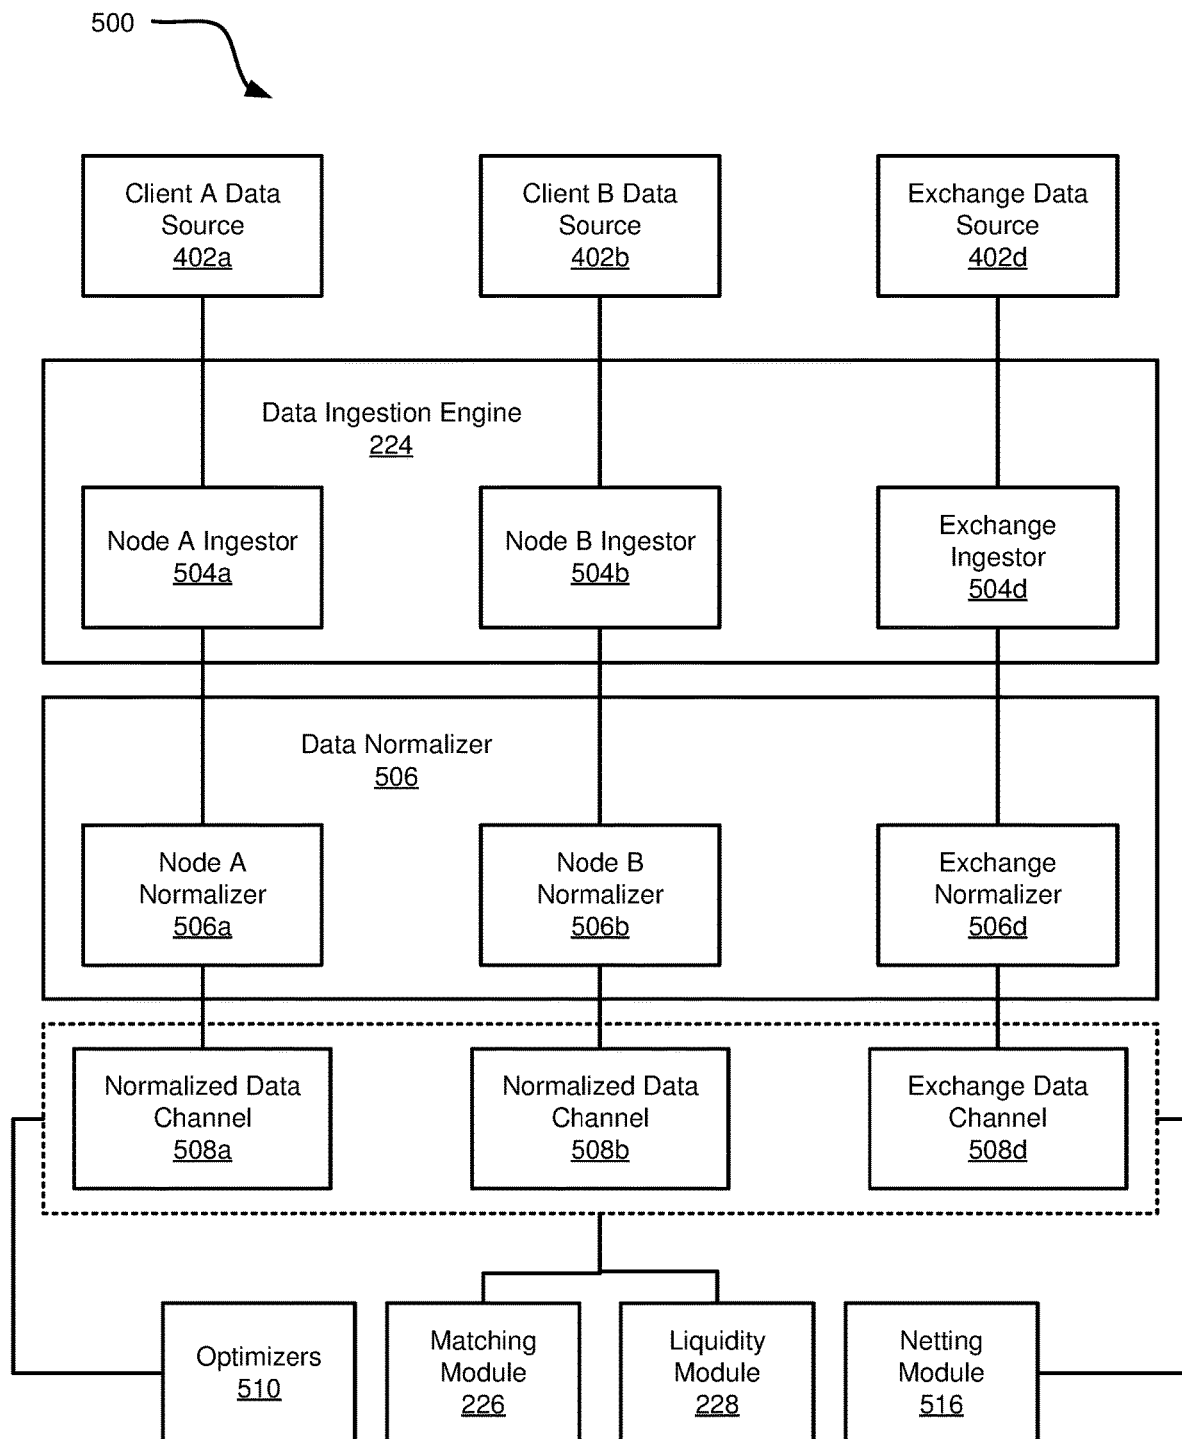 500
Client A Data
Source
402a
Client B Data
Source
402b
Exchange Data
Source
402d
Data Ingestion Engine
224
Node A Ingestor
504a
Node B Ingestor
504b
Exchange
Ingestor
504d
Data Normalizer
506
Node A
Normalizer
506a
Node B
Normalizer
506b
Exchange
Normalizer
506d
Normalized Data
Channel
508a
Normalized Data
Channel
508b
Exchange Data
Channel
508d
Optimizers
510
Matching
Module
226
Liquidity
Module
228
Netting
Module
516